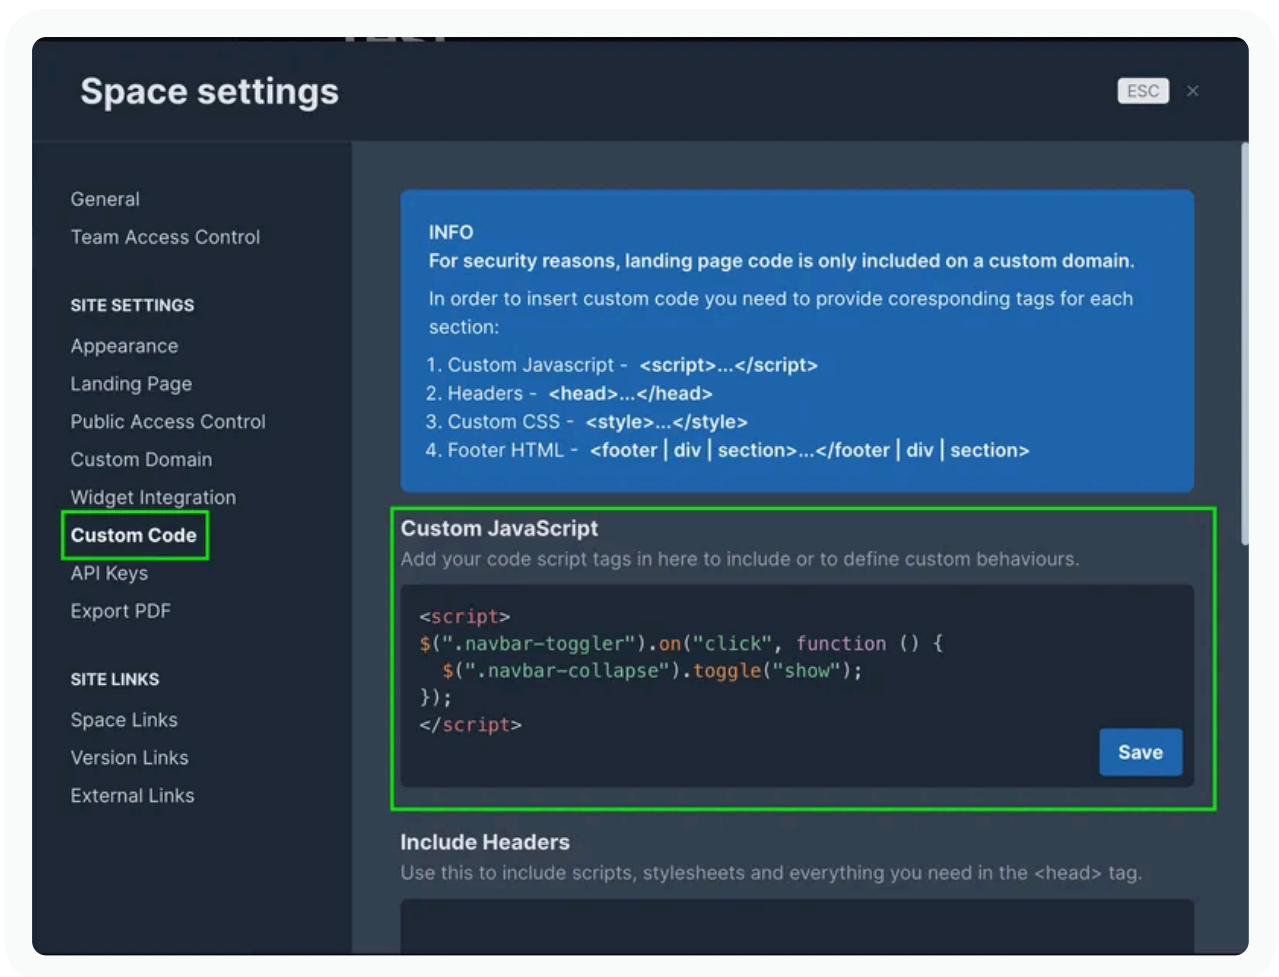 Space settings
ESC ×
General
Team Access Control
SITE SETTINGS
Appearance
Landing Page
Public Access Control
Custom Domain
Widget Integration
Custom Code
API Keys
Export PDF
SITE LINKS
Space Links
Version Links
External Links
INFO
For security reasons, landing page code is only included on a custom domain.
In order to insert custom code you need to provide coresponding tags for each
section:
1. Custom Javascript - <script>...</script>
2. Headers - <head>...</head>
3. Custom CSS - <style>...</style>
4. Footer HTML - <footer | div | section>...</footer | div | section>
Custom JavaScript
Add your code script tags in here to include or to define custom behaviours.
<script>
$(".navbar-toggler").on("click", function () {
  $(".navbar-collapse").toggle("show");
});
</script>
Save
Include Headers
Use this to include scripts, stylesheets and everything you need in the <head> tag.